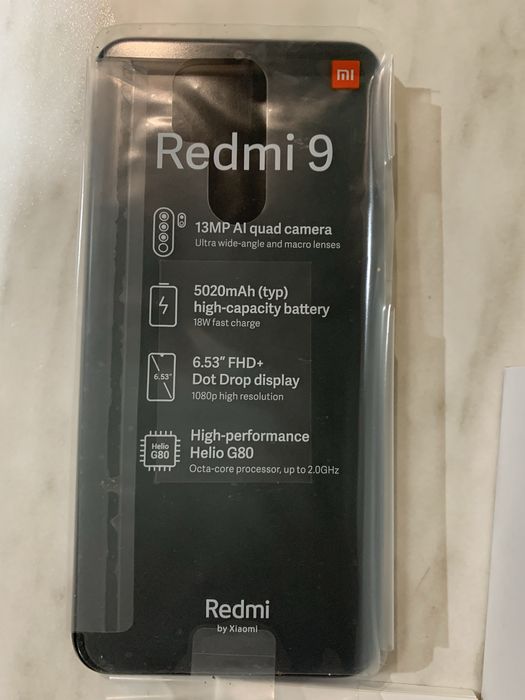 mi
Redmi 9
13MP AI quad camera
Ultra wide-angle and macro lenses
5020mAh (typ)
high-capacity battery
18W fast charge
6.53"
6.53″ FHD+
Dot Drop display
1080p high resolution
Helio
G80
High-performance
Helio G80
Octa-core processor, up to 2.0GHz
Redmi
by Xiaomi